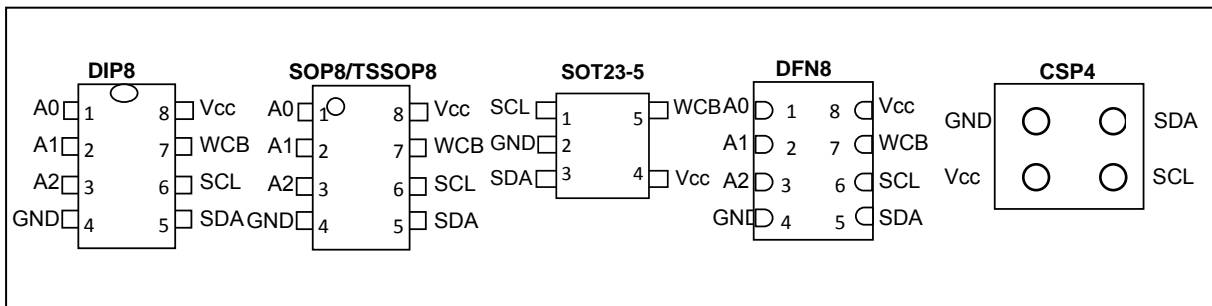 DIP8
A0 1 8 Vcc
A1 2 7 WCB
A2 3 6 SCL
GND 4 5 SDA
SOP8/TSSOP8
A0 1 8 Vcc
A1 2 7 WCB
A2 3 6 SCL
GND 4 5 SDA
SOT23-5
SCL 1 5 WCB
GND 2
SDA 3 4 Vcc
DFN8
A0 1 8 Vcc
A1 2 7 WCB
A2 3 6 SCL
GND 4 5 SDA
CSP4
GND SDA
Vcc SCL